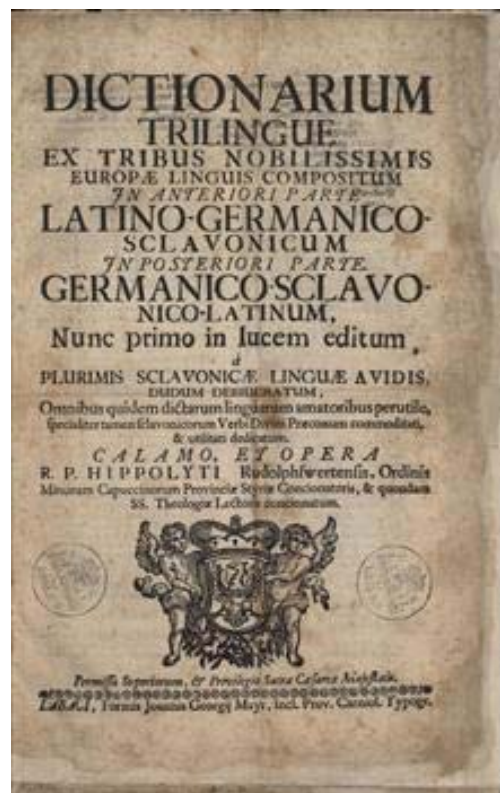 DICTIONARIUM
TRILINGUE
EX TRIBUS NOBILISSIMIS
EUROPÆ LINGUIS COMPOSITUM
IN ANTERIORI PARTE
LATINO-GERMANICO-
SCLAVONICUM
IN POSTERIORI PARTE.
GERMANICO-SCLAVO-
NICO-LATINUM,
Nunc primo in lucem editum,
à
PLURIMIS SCLAVONICÆ LINGUÆ AVIDIS,
DUDUM DESIDERATUM,
Omnibus quidem dictarum linguarum amatoribus perutile,
specialiter tamen sclavonicorum Verbi Divini Præconum commoditati,
& utilitati dedicatum.
CALAMO, ET OPERA
R. P. HIPPOLYTI Rudolphswertensis, Ordinis
Minorum Capuccinorum Provinciæ Styriæ Concionatoris, & quondam
SS. Theologiæ Lectoris
Permissu Superiorum, & Privilegio Sacræ Cæsareæ Majestatis.
LABACI, Formis Joannis Georgij Mayr, Incl. Prov. Carniol. Typogr.